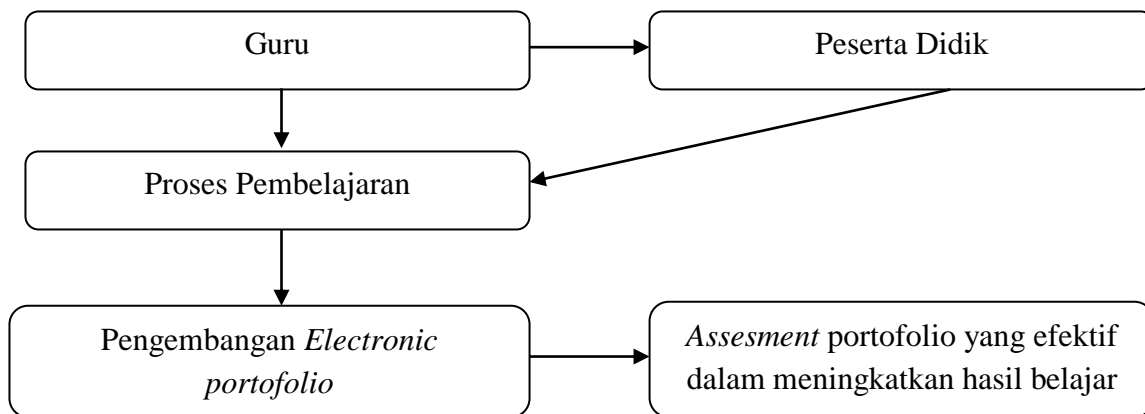 Guru
Peserta Didik
Proses Pembelajaran
Pengembangan Electronic
portofolio
Assesment portofolio yang efektif
dalam meningkatkan hasil belajar